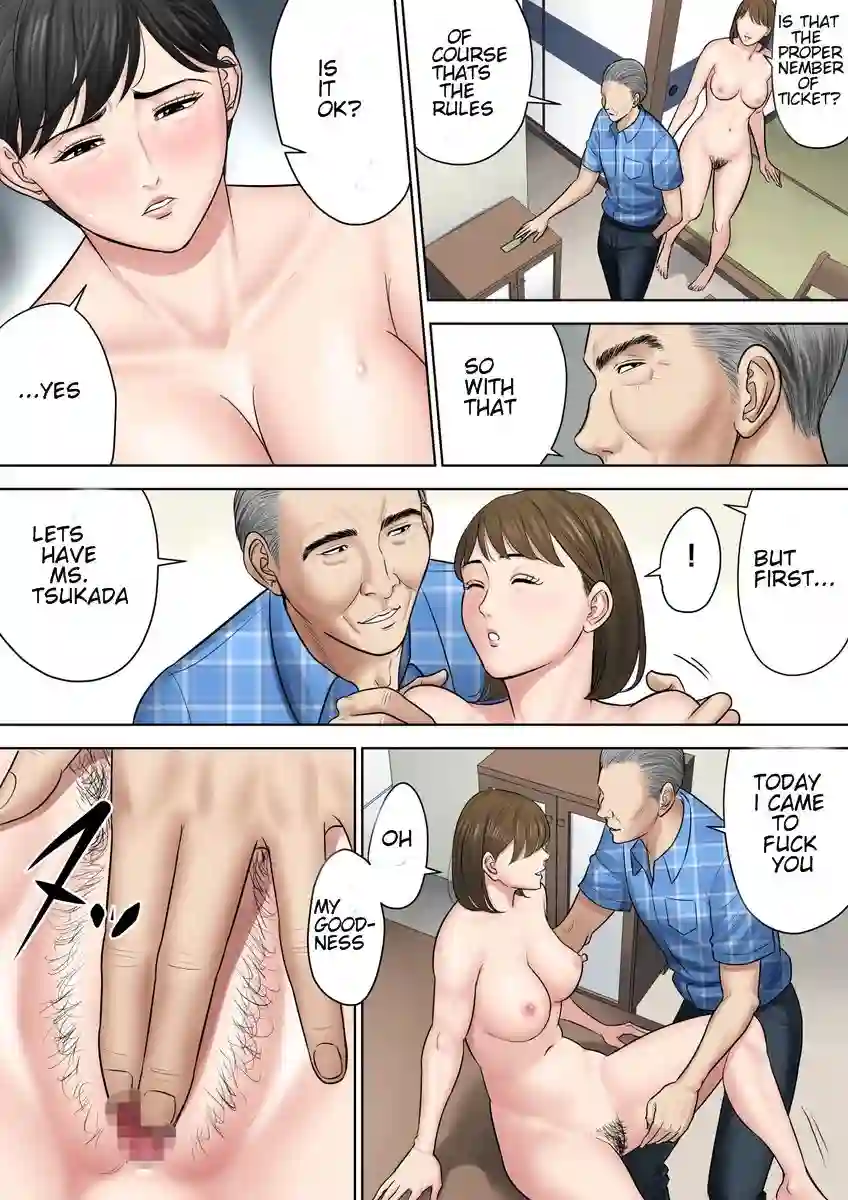 IS THAT
THE
PROPER
NEMBER
OF
TICKET?
OF
COURSE
THATS
THE
RULES
IS
IT
OK?
...YES
SO
WITH
THAT
BUT
FIRST...
!
LETS
HAVE
MS.
TSUKADA
TODAY
I CAME
TO
FUCK
YOU
OH
MY
GOOD-
NESS